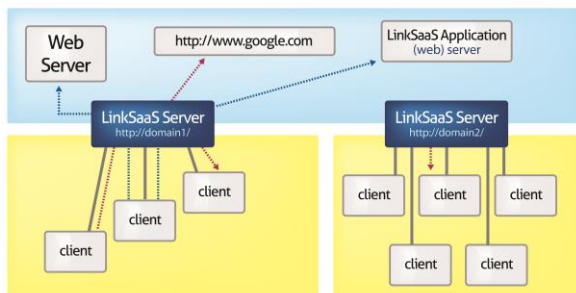 Web
Server
http://www.google.com
LinkSaaS Application
(web) server
LinkSaaS Server
http://domain1/
LinkSaaS Server
http://domain2/
client
client
client
client
client
client
client
client